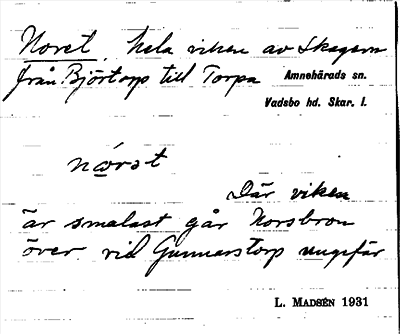 Noret, hela viken av Skagern
från Björtorp till Torpa Amnehärads sn.
Vadsbo hd. Skar. l.
nørət
Där viken
är smalast går Norsbron
över vid Gunnarstorp ungefär
L. MADSÉN 1931